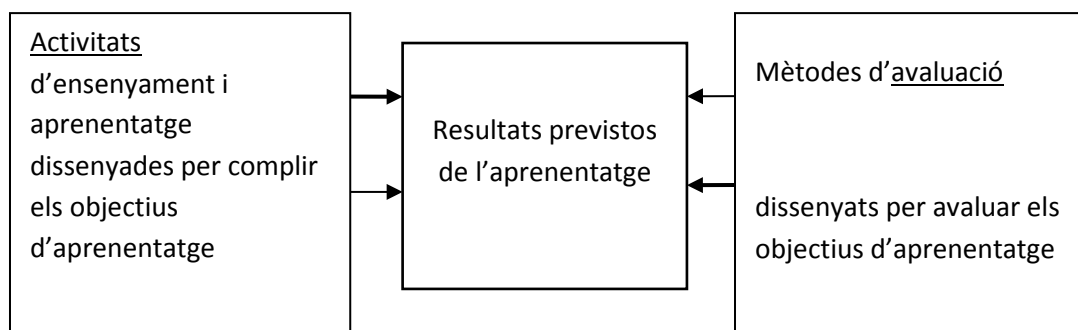 Activitats
d’ensenyament i
aprenentatge
dissenyades per complir
els objectius
d’aprenentatge
Resultats previstos
de l’aprenentatge
Mètodes d’avaluació
dissenyats per avaluar els
objectius d’aprenentatge